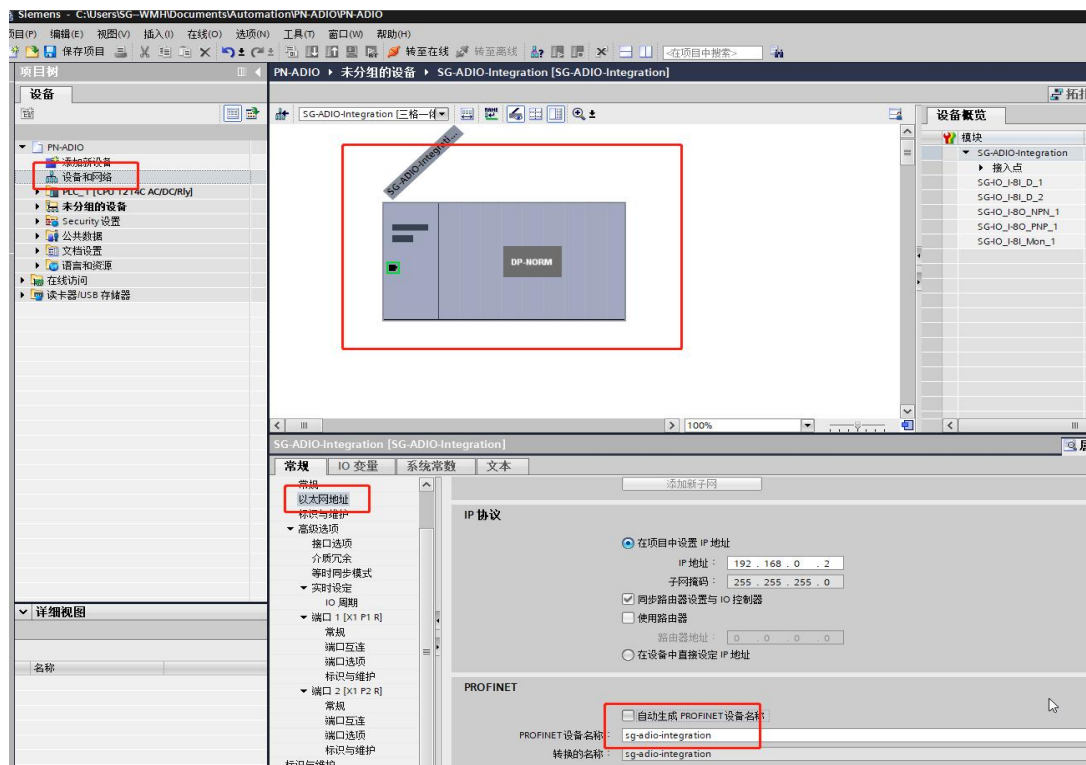 Siemens - C:\Users\SG--WMH\Documents\Automation\PN-ADIO\PN-ADIO
项目(P) 编辑(E) 视图(V) 插入(I) 在线(O) 选项(N) 工具(T) 窗口(W) 帮助(H)
保存项目 转至在线 转至离线 <在项目中搜索>
项目树
设备
PN-ADIO
添加新设备
设备和网络
PLC_1 [CPU 1214C AC/DC/Rly]
未分组的设备
Security 设置
公共数据
文档设置
语言和资源
在线访问
读卡器/USB 存储器
详细视图
名称
PN-ADIO 未分组的设备 SG-ADIO-Integration [SG-ADIO-Integration]
SG-ADIO-Integration [三格一
SG-ADIO-Integrati...
DP-NORM
100%
设备概览
模块
SG-ADIO-Integration
接入点
SG-IO_I-8I_D_1
SG-IO_I-8I_D_2
SG-IO_I-8O_NPN_1
SG-IO_I-8O_PNP_1
SG-IO_I-8I_Mon_1
SG-ADIO-Integration [SG-ADIO-Integration]
常规 IO 变量 系统常数 文本
常规
以太网地址
标识与维护
高级选项
接口选项
介质冗余
等时同步模式
实时设定
IO 周期
端口 1 [X1 P1 R]
常规
端口互连
端口选项
标识与维护
端口 2 [X1 P2 R]
常规
端口互连
端口选项
标识与维护
标识与维护
添加新子网
IP 协议
在项目中设置 IP 地址
IP 地址： 192 . 168 . 0 . 2
子网掩码： 255 . 255 . 255 . 0
同步路由器设置与 IO 控制器
使用路由器
路由器地址： 0 . 0 . 0 . 0
在设备中直接设定 IP 地址
PROFINET
自动生成 PROFINET 设备名称
PROFINET 设备名称： sg-adio-integration
转换的名称： sg-adio-integration